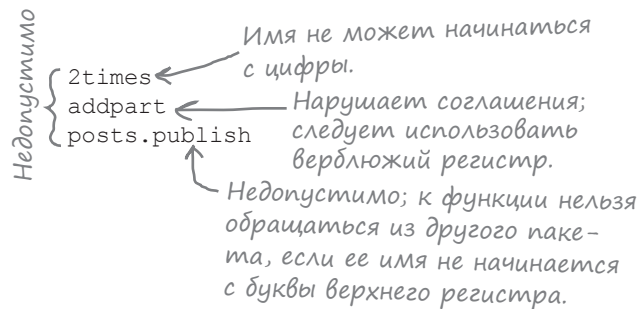 Недопустимо
2times
addpart
posts.publish
Имя не может начинаться
с цифры.
Нарушает соглашения;
следует использовать
верблюжий регистр.
Недопустимо; к функции нельзя
обращаться из другого паке-
та, если ее имя не начинается
с буквы верхнего регистра.